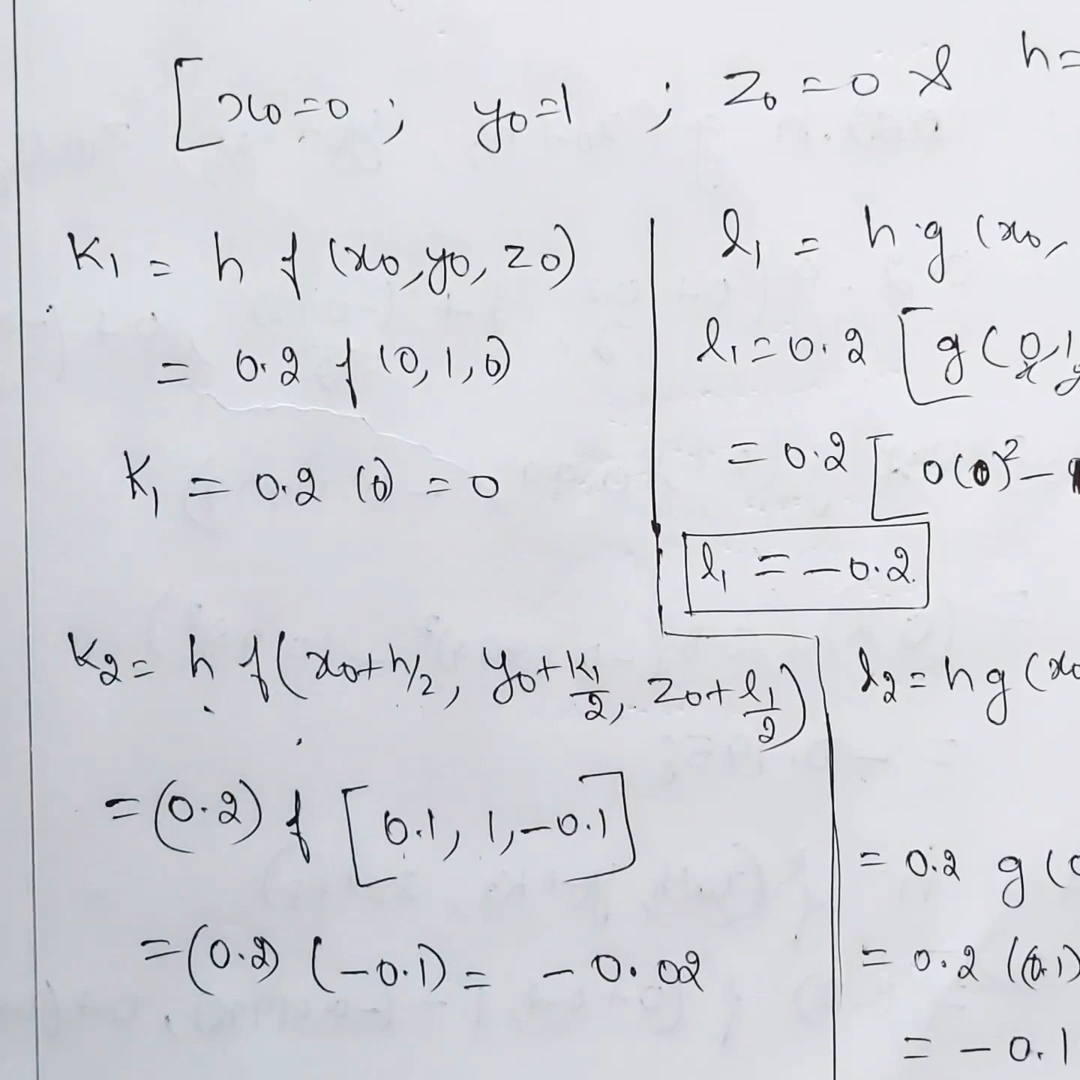 [x₀=0 ; y₀=1 ; z₀=0 & h=
K₁ = h f (x₀, y₀, z₀)
= 0.2 f (0, 1, 0)
K₁ = 0.2 (0) = 0
l₁ = h.g (x₀,
l₁ = 0.2 [g (0, 1
x y
= 0.2 [0(0)² -
l₁ = -0.2
K₂ = h f(x₀+h/2, y₀+K₁/2, z₀+l₁/2)
= (0.2) f [0.1, 1, -0.1]
= (0.2) (-0.1) = -0.02
l₂ = hg (x₀
= 0.2 g (0
= 0.2 ((0.1)
= -0.1